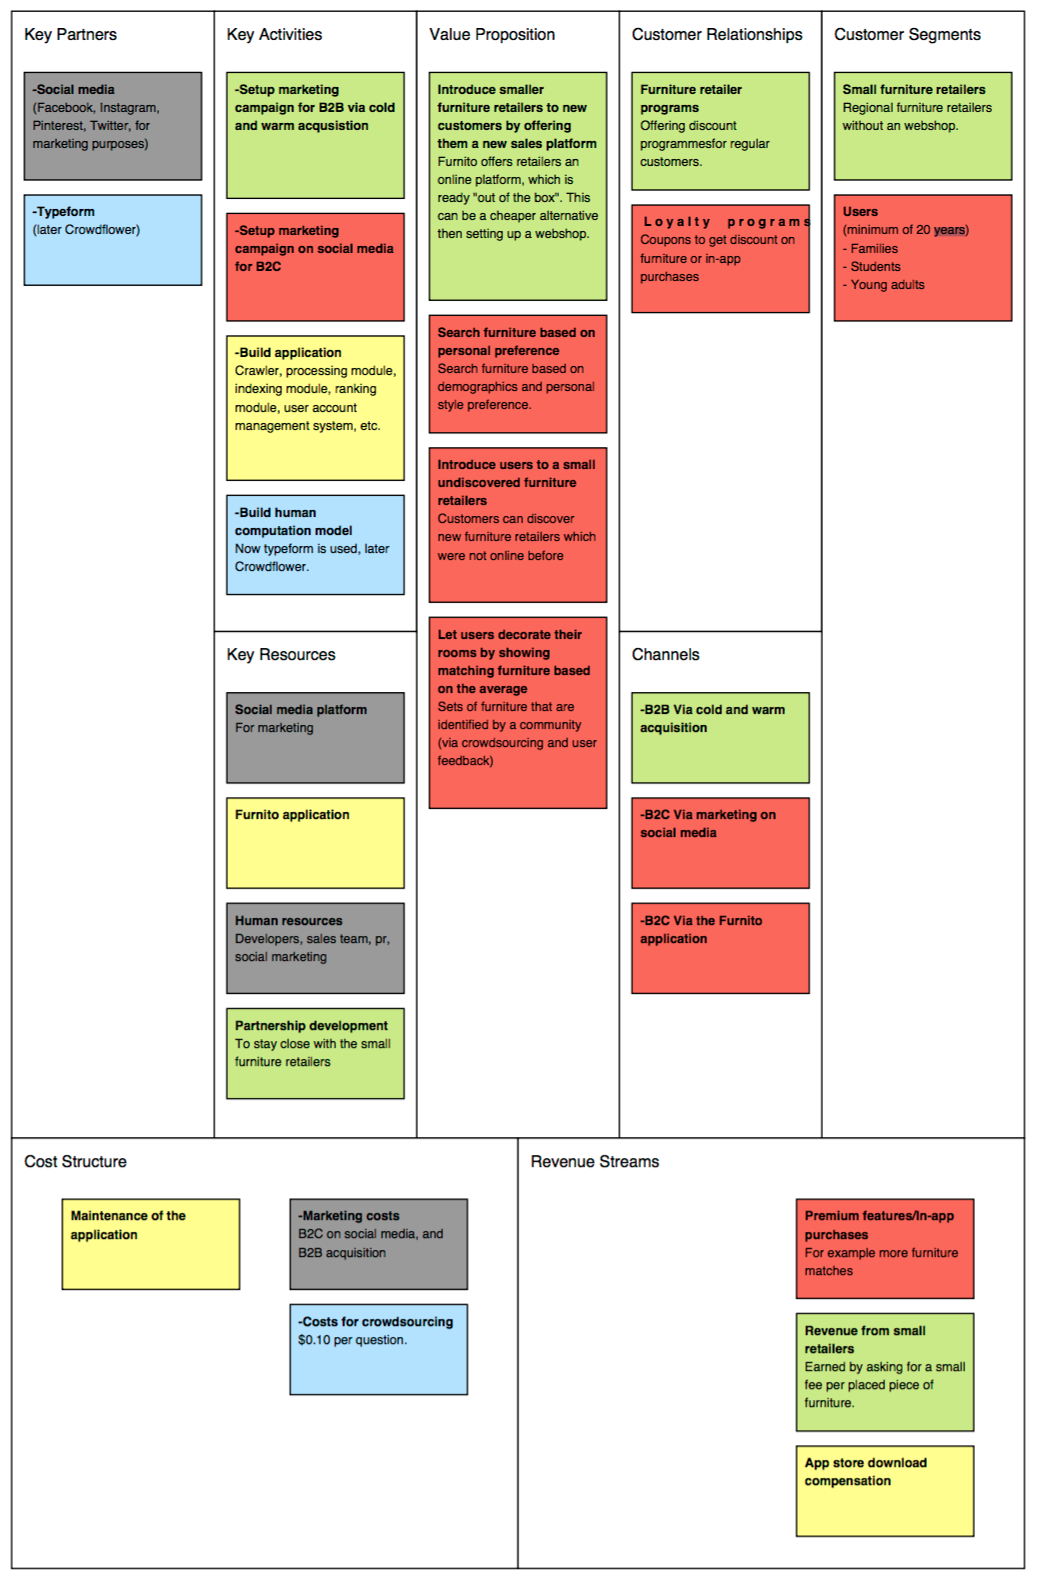 Key Partners
-Social media
(Facebook, Instagram,
Pinterest, Twitter, for
marketing purposes)
-Typeform
(later Crowdflower)
Key Activities
-Setup marketing
campaign for B2B via cold
and warm acqusistion
-Setup marketing
campaign on social media
for B2C
-Build application
Crawler, processing module,
indexing module, ranking
module, user account
management system, etc.
-Build human
computation model
Now typeform is used, later
Crowdflower.
Key Resources
Social media platform
For marketing
Furnito application
Human resources
Developers, sales team, pr,
social marketing
Partnership development
To stay close with the small
furniture retailers
Value Proposition
Introduce smaller
furniture retailers to new
customers by offering
them a new sales platform
Furnito offers retailers an
online platform, which is
ready "out of the box". This
can be a cheaper alternative
then setting up a webshop.
Search furniture based on
personal preference
Search furniture based on
demographics and personal
style preference.
Introduce users to a small
undiscovered furniture
retailers
Customers can discover
new furniture retailers which
were not online before
Let users decorate their
rooms by showing
matching furniture based
on the average
Sets of furniture that are
identified by a community
(via crowdsourcing and user
feedback)
Customer Relationships
Furniture retailer
programs
Offering discount
programmesfor regular
customers.
Loyalty programs
Coupons to get discount on
furniture or in-app
purchases
Channels
-B2B Via cold and warm
acquisition
-B2C Via marketing on
social media
-B2C Via the Furnito
application
Customer Segments
Small furniture retailers
Regional furniture retailers
without an webshop.
Users
(minimum of 20 years)
- Families
- Students
- Young adults
Cost Structure
Maintenance of the
application
-Marketing costs
B2C on social media, and
B2B acquisition
-Costs for crowdsourcing
$0.10 per question.
Revenue Streams
Premium features/In-app
purchases
For example more furniture
matches
Revenue from small
retailers
Earned by asking for a small
fee per placed piece of
furniture.
App store download
compensation